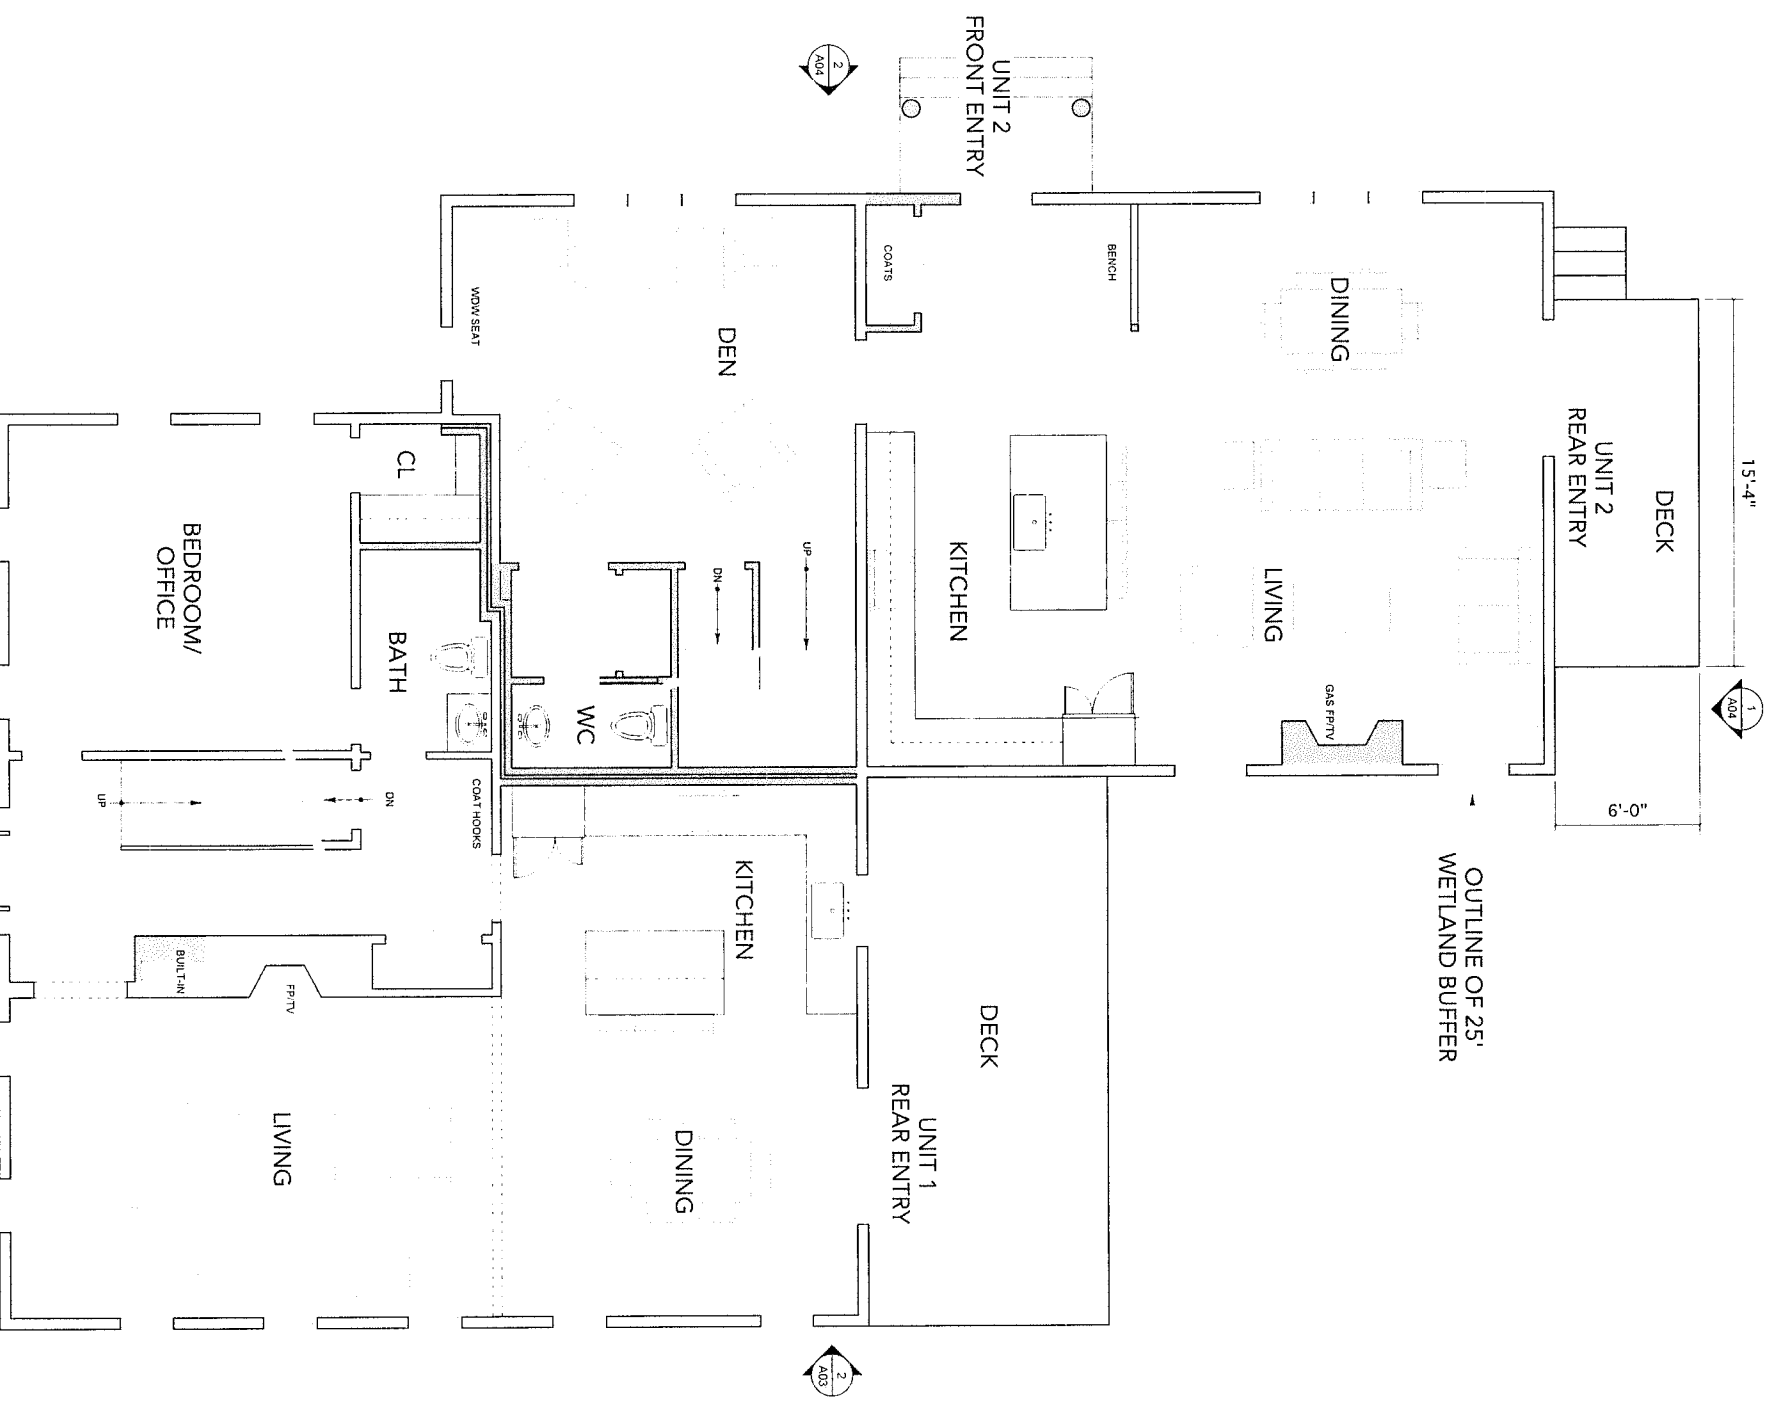 UNIT 2
FRONT ENTRY
2
A04
COATS
BENCH
DINING
WDW SEAT
DEN
UNIT 2
REAR ENTRY
DECK
15'-4"
CL
BEDROOM/
OFFICE
BATH
UP
DN
KITCHEN
LIVING
WC
GAS FP/TV
1
A04
6'-0"
UP
DN
COAT HOOKS
KITCHEN
OUTLINE OF 25'
WETLAND BUFFER
BUILT-IN
FP/TV
DECK
LIVING
DINING
UNIT 1
REAR ENTRY
2
A03